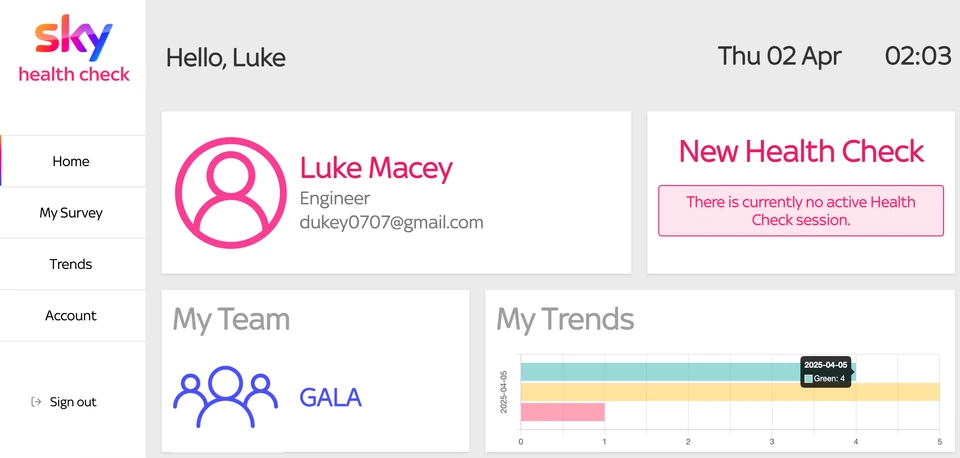 sky
health check
Hello, Luke
Thu 02 Apr 02:03
Home
My Survey
Trends
Account
Sign out
Luke Macey
Engineer
dukey0707@gmail.com
New Health Check
There is currently no active Health
Check session.
My Team
GALA
My Trends
2025-04-05
2025-04-05
Green: 4
0 1 2 3 4 5